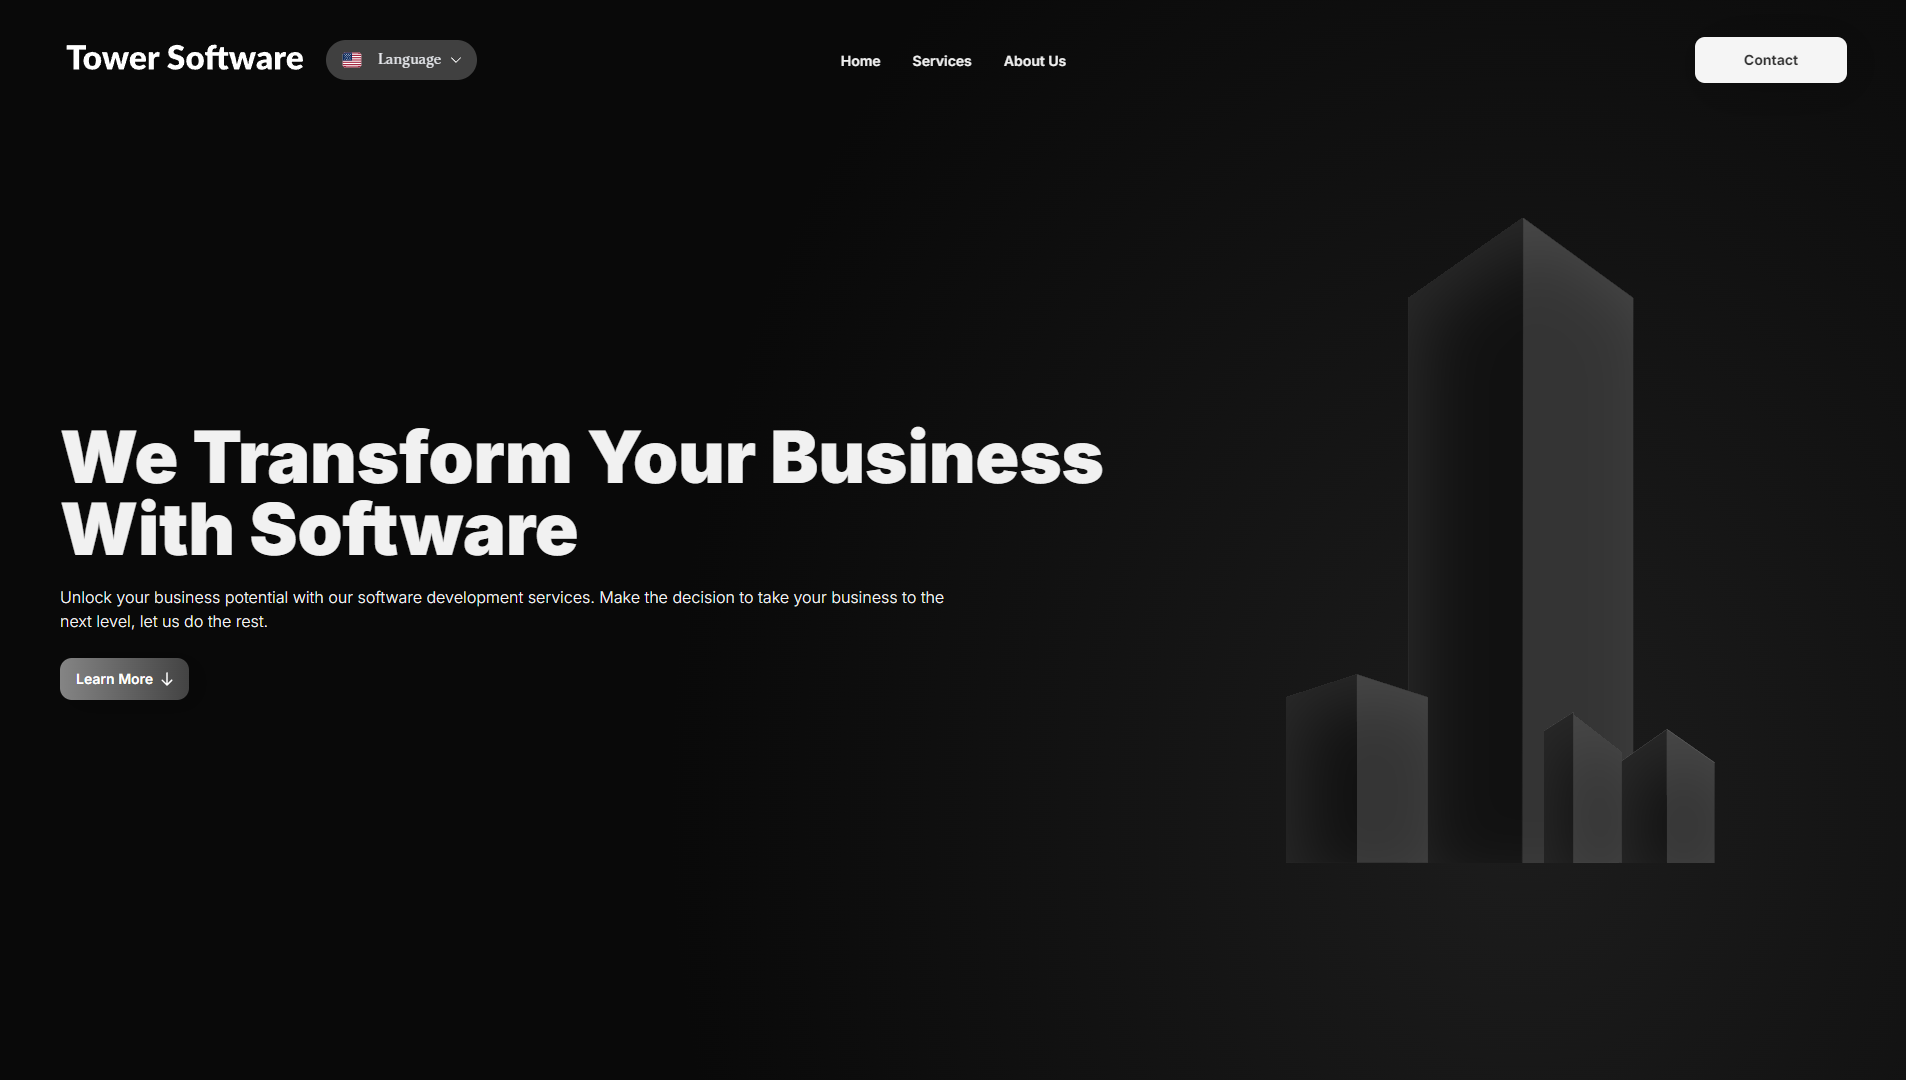 Tower Software
Language
Home
Services
About Us
Contact
We Transform Your Business
With Software
Unlock your business potential with our software development services. Make the decision to take your business to the
next level, let us do the rest.
Learn More